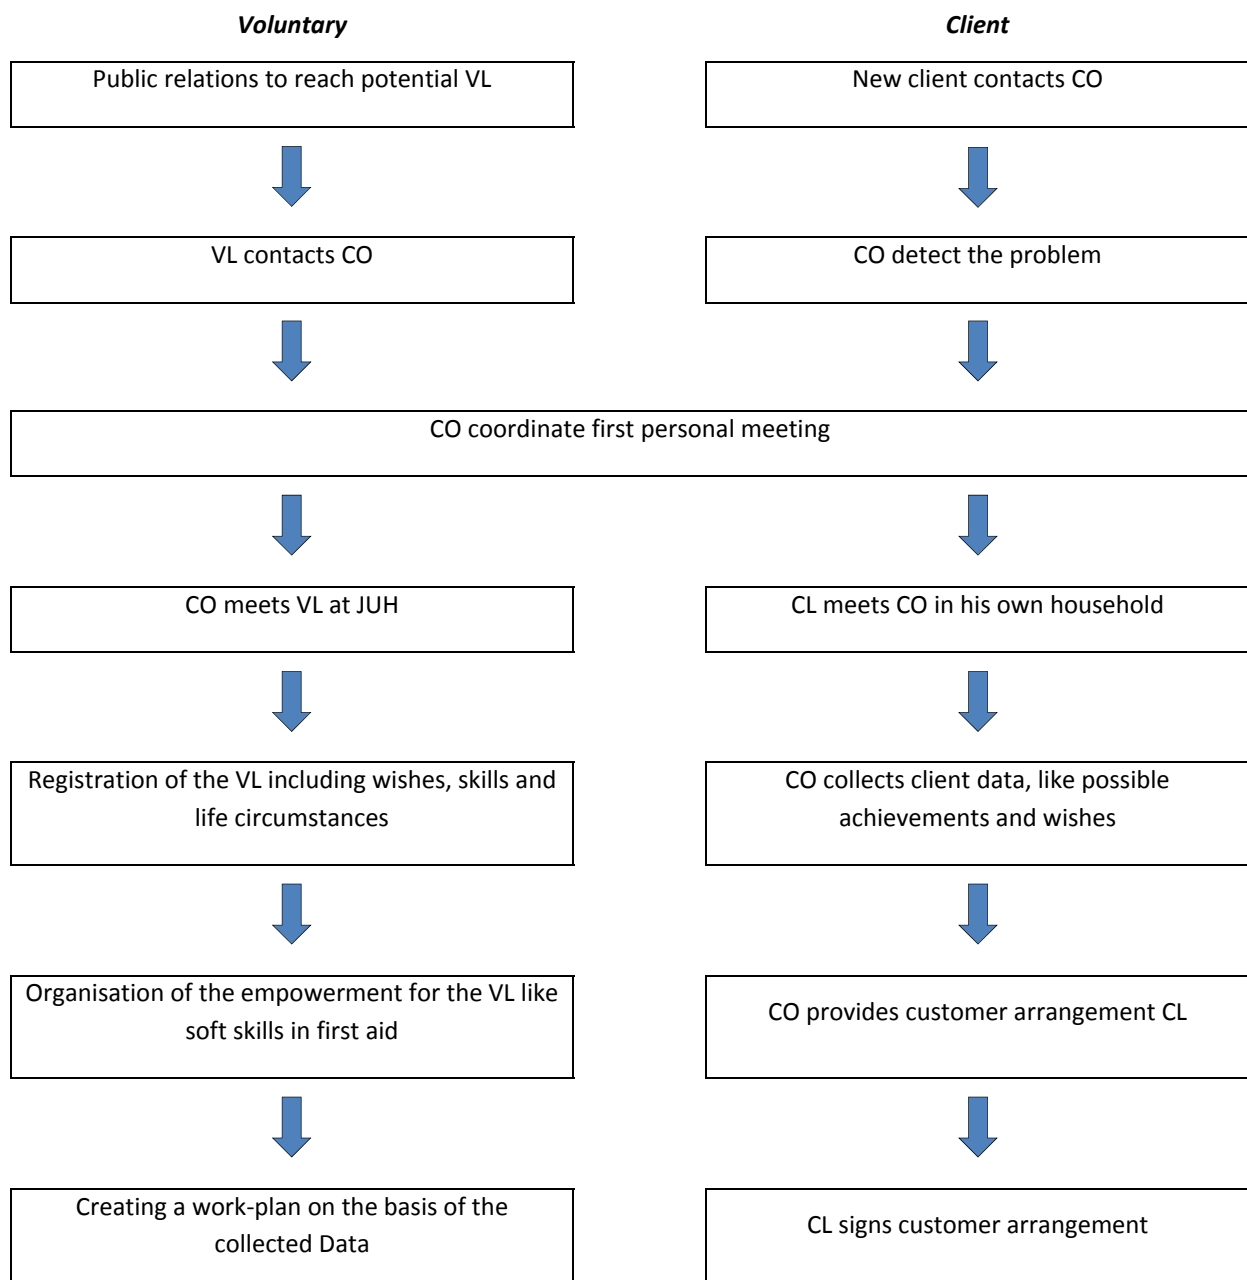 Voluntary
Client
Public relations to reach potential VL
New client contacts CO
VL contacts CO
CO detect the problem
CO coordinate first personal meeting
CO meets VL at JUH
CL meets CO in his own household
Registration of the VL including wishes, skills and
life circumstances
CO collects client data, like possible
achievements and wishes
Organisation of the empowerment for the VL like
soft skills in first aid
CO provides customer arrangement CL
Creating a work-plan on the basis of the
collected Data
CL signs customer arrangement